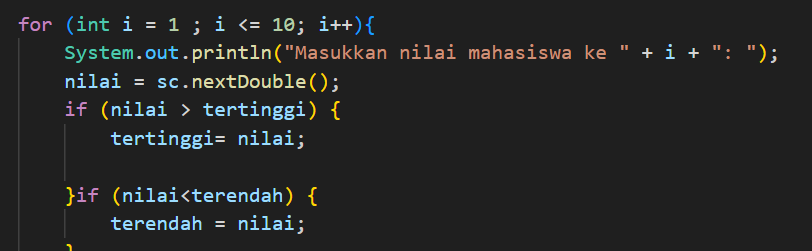 for (int i = 1 ; i <= 10; i++){
System.out.println("Masukkan nilai mahasiswa ke " + i + ": ");
nilai = sc.nextDouble();
if (nilai > tertinggi) {
tertinggi= nilai;
}if (nilai<terendah) {
terendah = nilai;
}